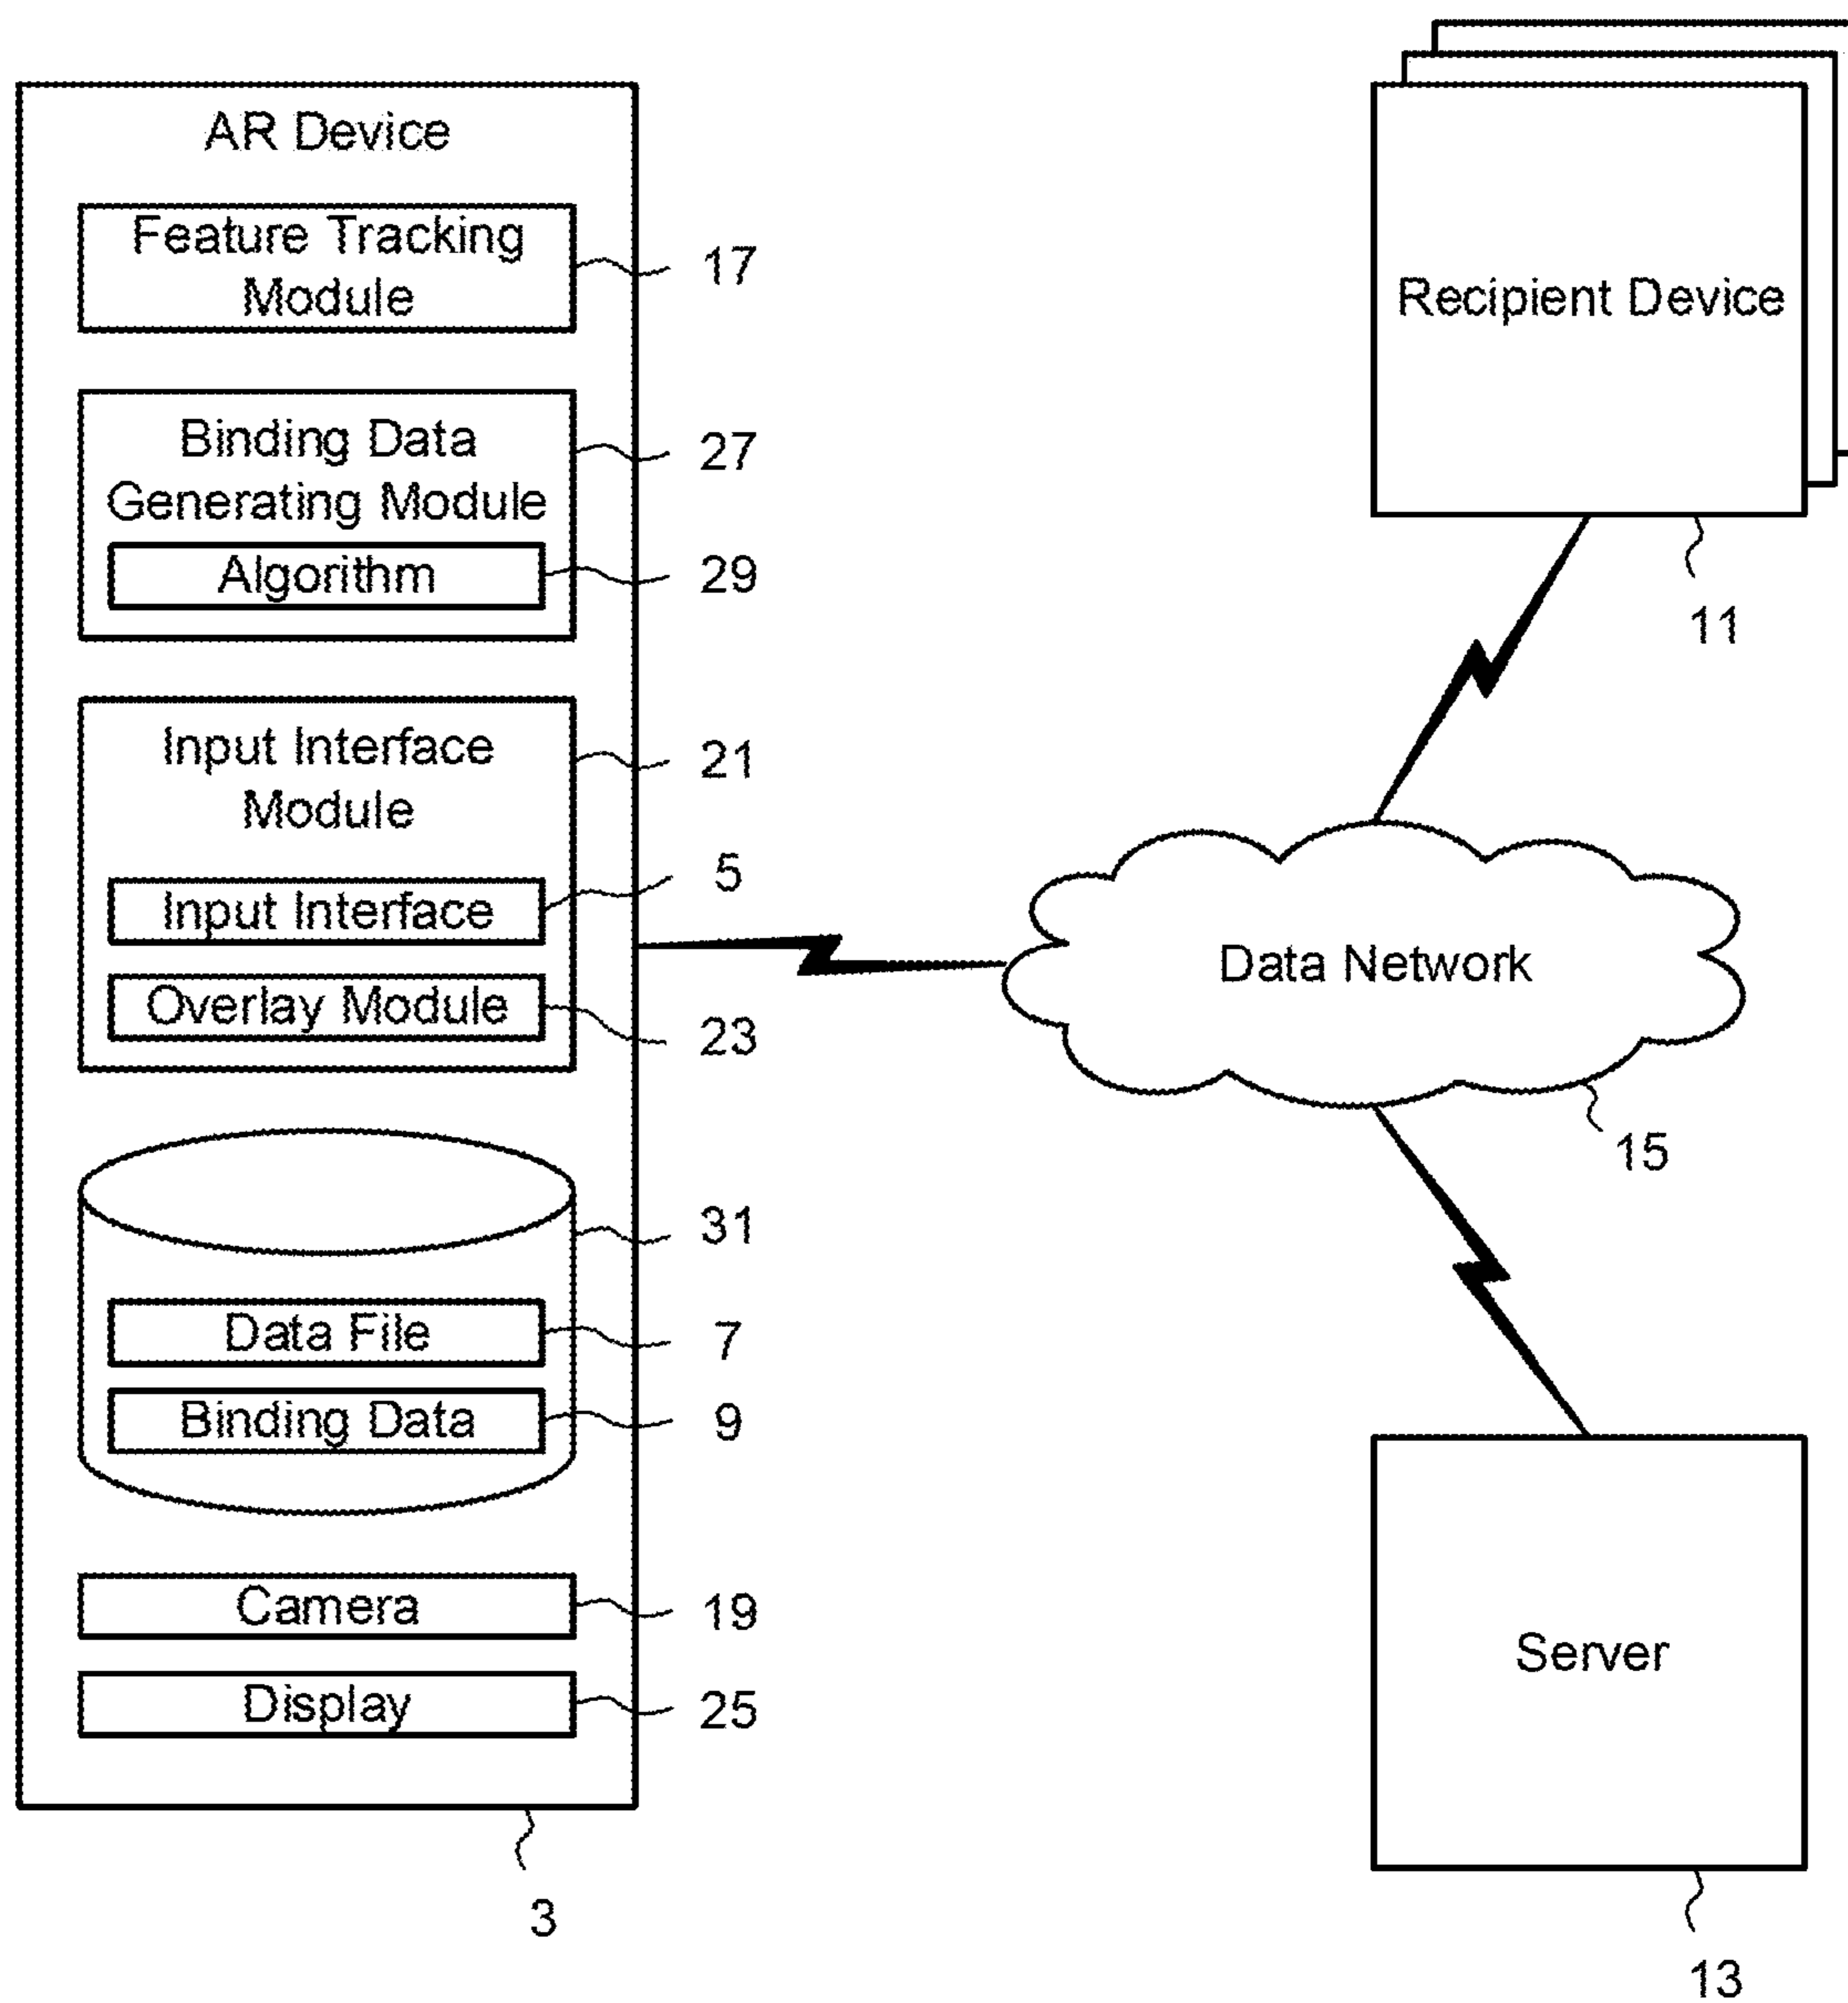 AR Device
Feature Tracking
Module
17
Binding Data
Generating Module
27
Algorithm
29
Input Interface
Module
21
Input Interface
5
Overlay Module
23
31
Data File
7
Binding Data
9
Camera
19
Display
25
3
Recipient Device
11
Data Network
15
Server
13